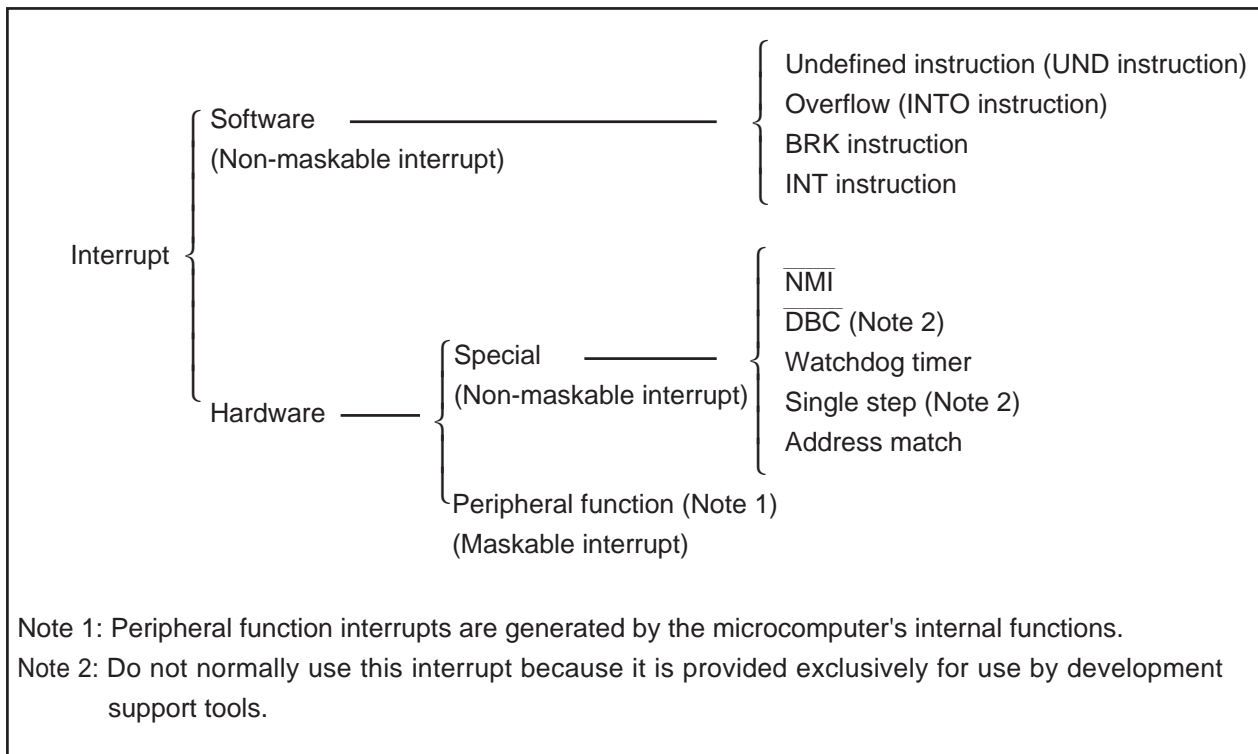 Undefined instruction (UND instruction)
Software
Overflow (INTO instruction)
(Non-maskable interrupt)
BRK instruction
INT instruction
Interrupt
N̅M̅I̅
D̅B̅C̅ (Note 2)
Special
Watchdog timer
(Non-maskable interrupt)
Single step (Note 2)
Hardware
Address match
Peripheral function (Note 1)
(Maskable interrupt)
Note 1: Peripheral function interrupts are generated by the microcomputer's internal functions.
Note 2: Do not normally use this interrupt because it is provided exclusively for use by development
support tools.